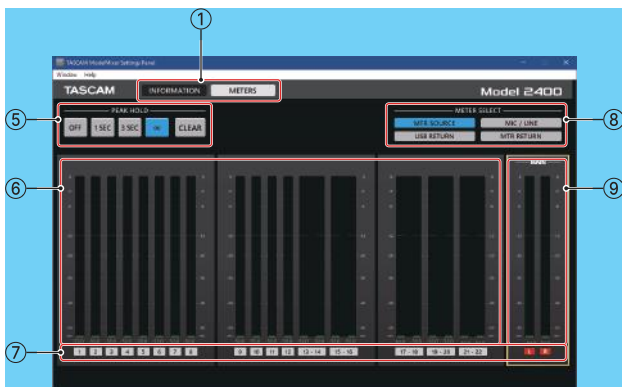 ①
TASCAM Model Mixer Settings Panel
Window Help
TASCAM INFORMATION METERS Model 2400
⑤ PEAK HOLD METER SELECT ⑧
OFF 1 SEC 3 SEC ∞ CLEAR MTR SOURCE MIC / LINE
USB RETURN MTR RETURN
⑥ MAIN ⑨
⑦ 1 2 3 4 5 6 7 8 9 10 11 12 13-14 15-16 17-18 19-20 21-22 L R